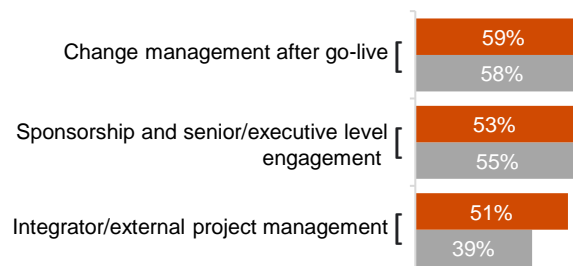 Change management after go-live
59%
58%
Sponsorship and senior/executive level
engagement
53%
55%
Integrator/external project management
51%
39%